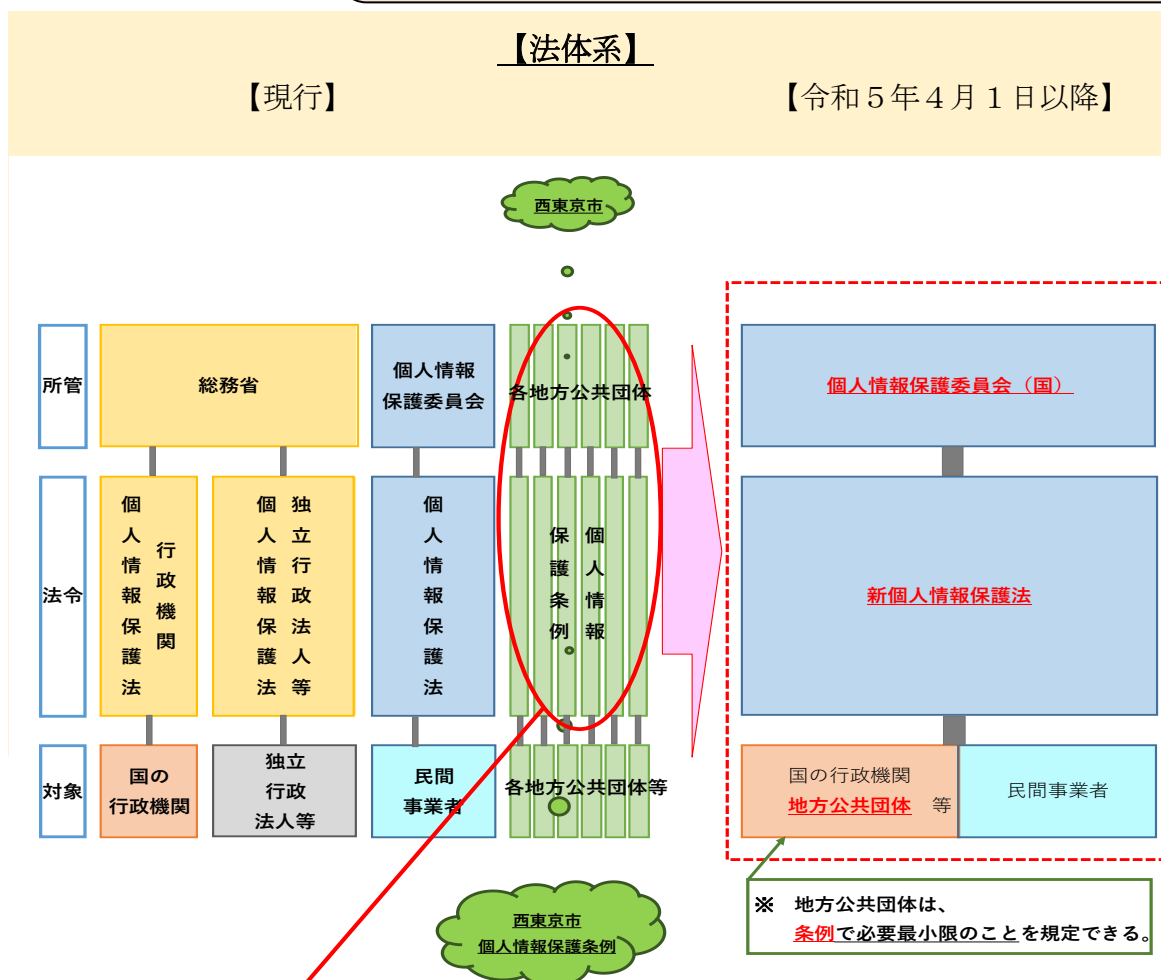 【法体系】
【現行】
【令和５年４月１日以降】
西東京市
所管
総務省
個人情報
保護委員会
各地方公共団体
個人情報保護委員会（国）
法令
行政機関
個人情報保護法
独立行政法人等
個人情報保護法
個人情報保護法
個人情報
保護条例
新個人情報保護法
対象
国の
行政機関
独立
行政
法人等
民間
事業者
各地方公共団体等
国の行政機関
地方公共団体 等
民間事業者
西東京市
個人情報保護条例
※ 地方公共団体は、
条例で必要最小限のことを規定できる。